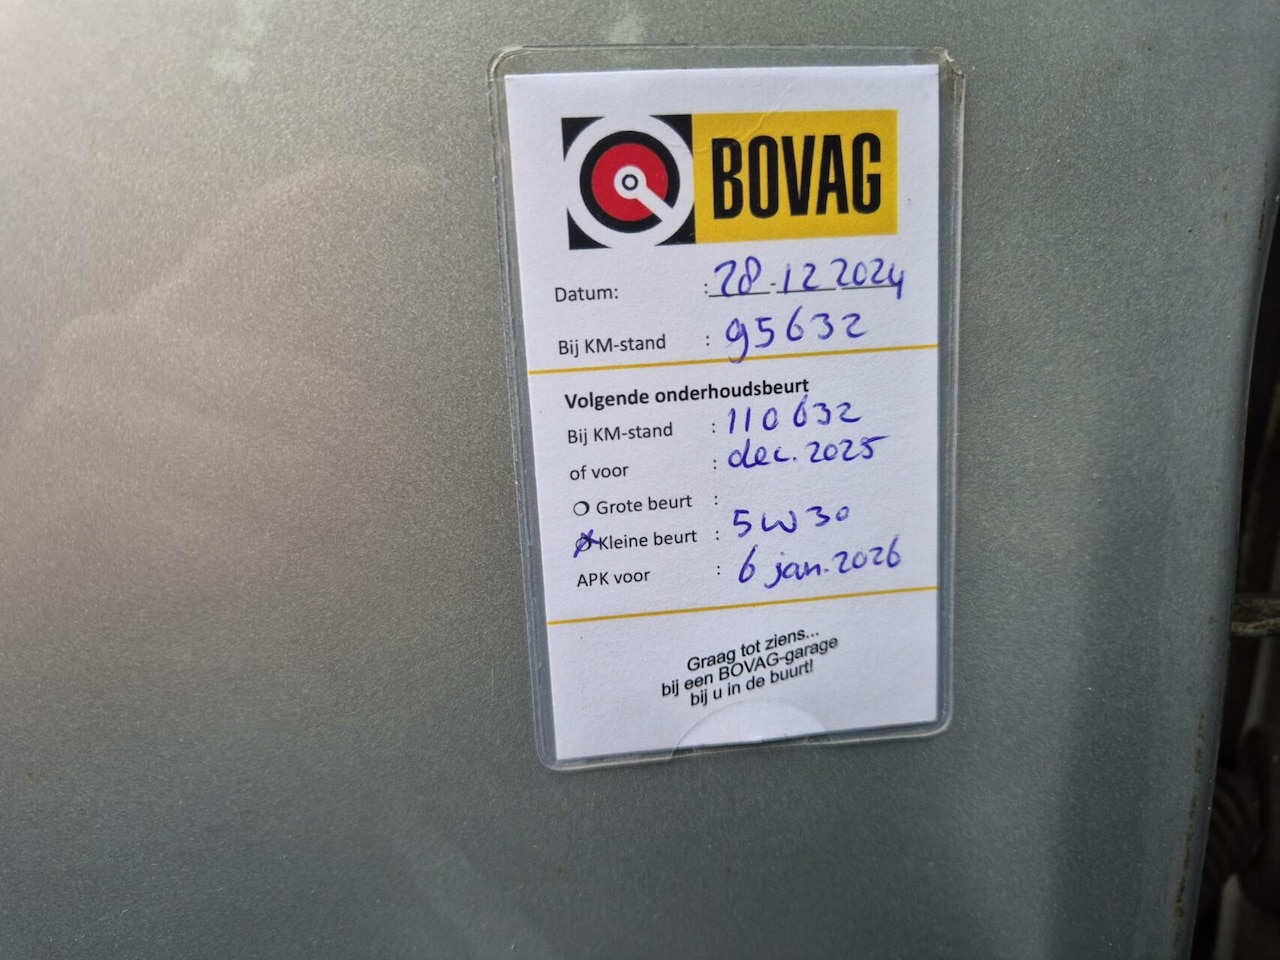 BOVAG
Datum: : 28-12 2024
Bij KM-stand : 95632
Volgende onderhoudsbeurt
Bij KM-stand : 110632
of voor : dec. 2025
Grote beurt :
Kleine beurt : 5W30
APK voor : 6 jan. 2026
Graag tot ziens...
bij een BOVAG-garage
bij u in de buurt!